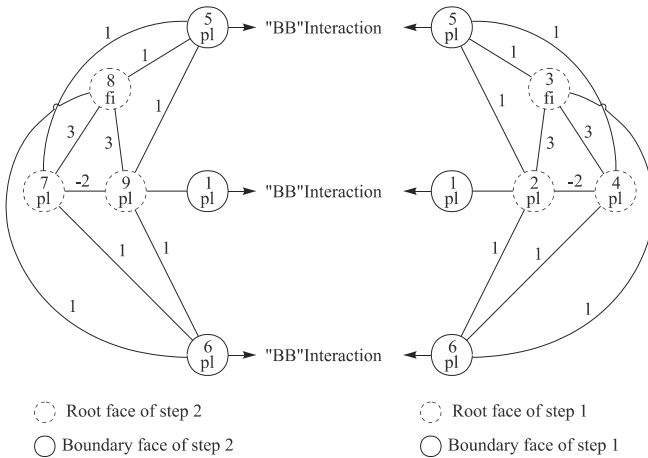 5
pl
"BB"Interaction
5
pl
1
1
1
1
8
fi
3
fi
1
1
3
3
3
3
7
pl
-2
9
pl
1
pl
"BB"Interaction
1
pl
2
pl
-2
4
pl
1
1
1
1
1
1
6
pl
"BB"Interaction
6
pl
Root face of step 2
Root face of step 1
Boundary face of step 2
Boundary face of step 1